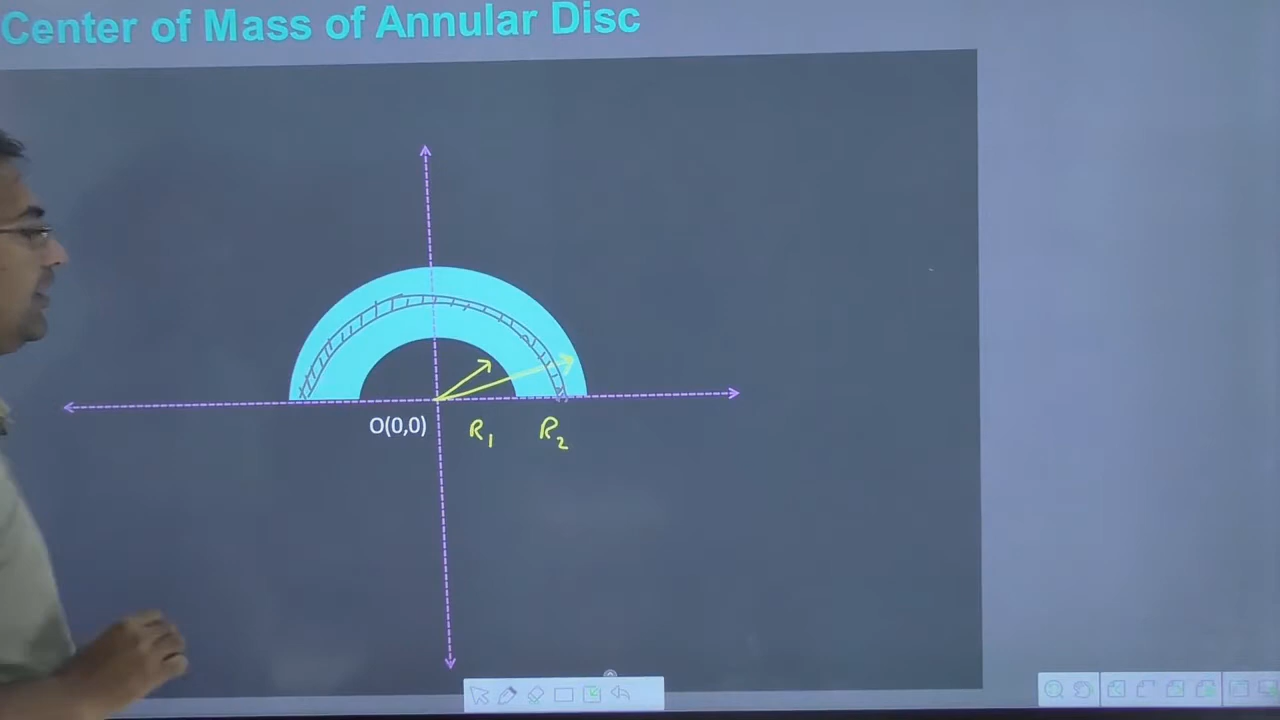 Center of Mass of Annular Disc
O(0,0) R₁ R₂